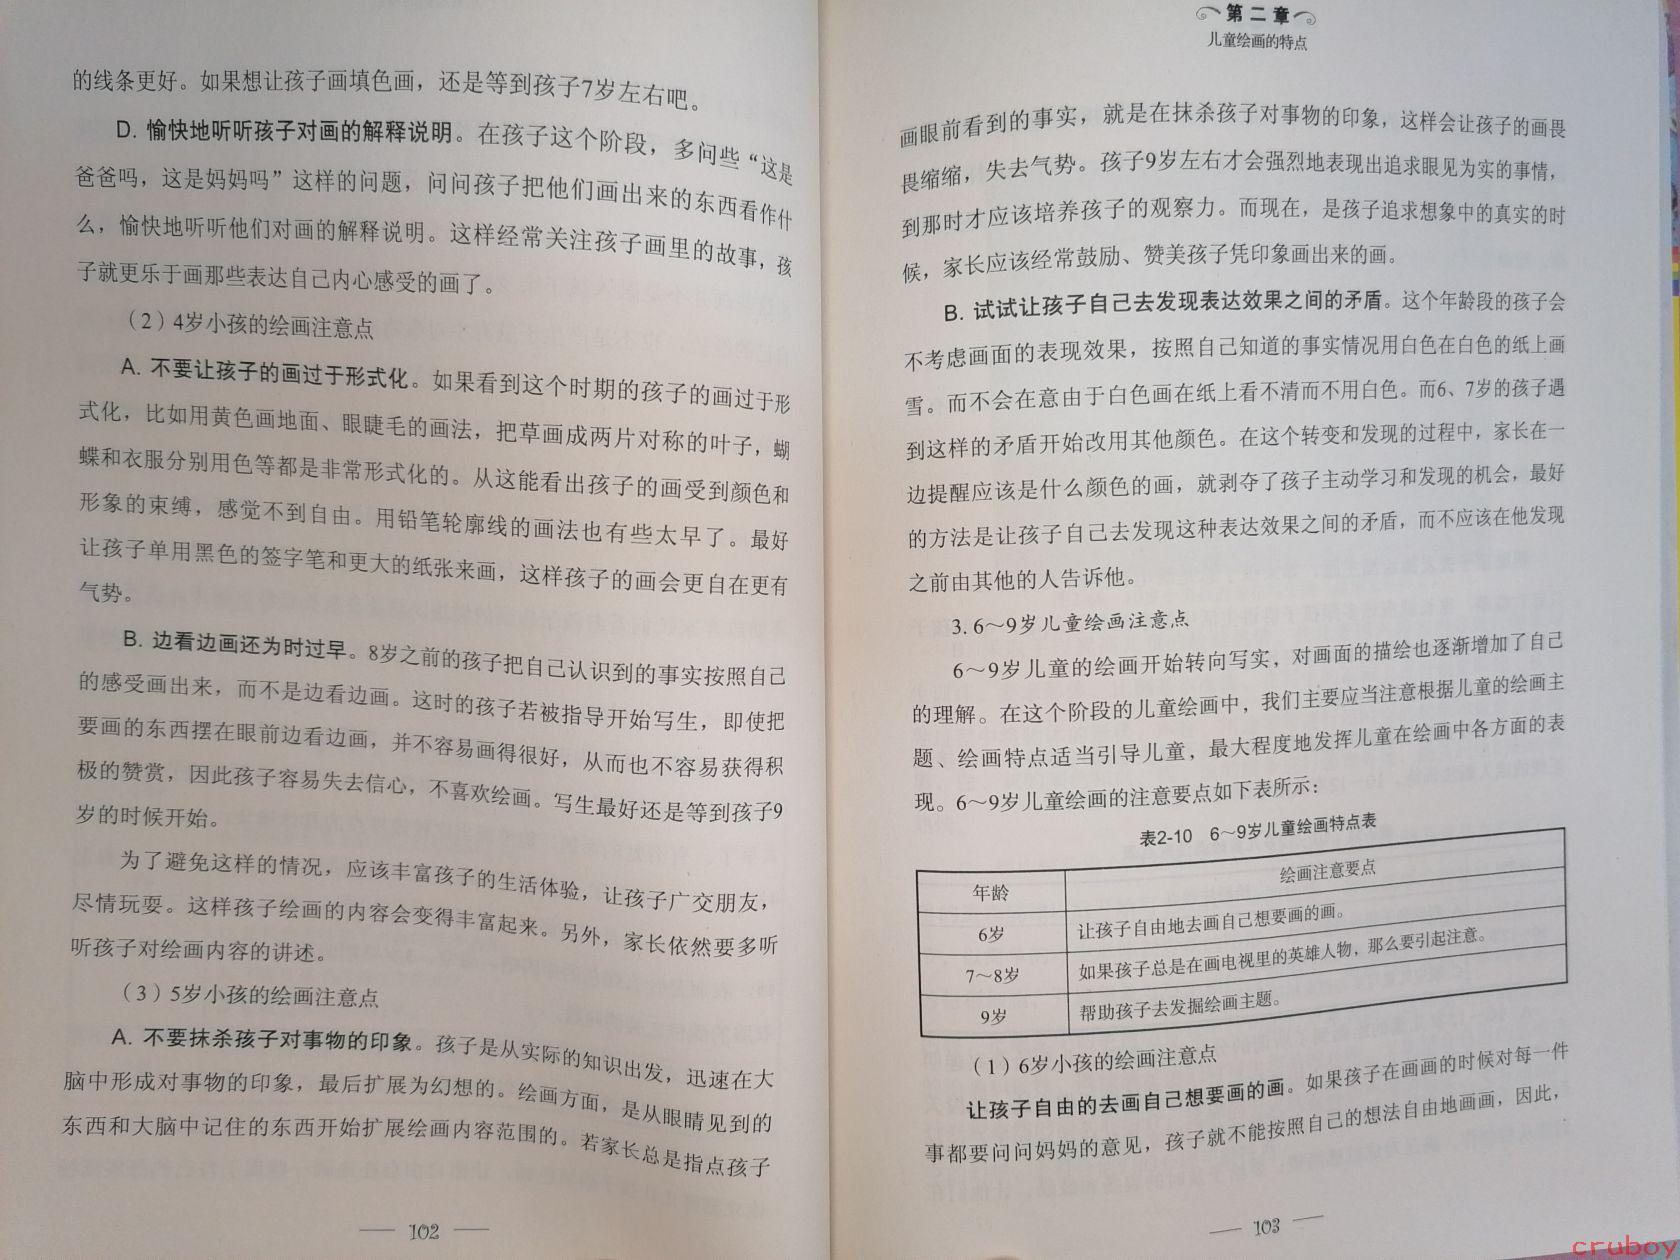 的线条更好。如果想让孩子画填色画，还是等到孩子7岁左右吧。
D. 愉快地听听孩子对画的解释说明。在孩子这个阶段，多问些“这是
爸爸吗，这是妈妈吗”这样的问题，问问孩子把他们画出来的东西看作什
么，愉快地听听他们对画的解释说明。这样经常关注孩子画里的故事，孩
子就更乐于画那些表达自己内心感受的画了。
（2）4岁小孩的绘画注意点
A. 不要让孩子的画过于形式化。如果看到这个时期的孩子的画过于形
式化，比如用黄色画地面、眼睫毛的画法，把草画成两片对称的叶子，蝴
蝶和衣服分别用色等都是非常形式化的。从这能看出孩子的画受到颜色和
形象的束缚，感觉不到自由。用铅笔轮廓线的画法也有些太早了。最好
让孩子单用黑色的签字笔和更大的纸张来画，这样孩子的画会更自在更有
气势。
B. 边看边画还为时过早。8岁之前的孩子把自己认识到的事实按照自己
的感受画出来，而不是边看边画。这时的孩子若被指导开始写生，即使把
要画的东西摆在眼前边看边画，并不容易画得很好，从而也不容易获得积
极的赞赏，因此孩子容易失去信心，不喜欢绘画。写生最好还是等到孩子9
岁的时候开始。
为了避免这样的情况，应该丰富孩子的生活体验，让孩子广交朋友，
尽情玩耍。这样孩子绘画的内容会变得丰富起来。另外，家长依然要多听
听孩子对绘画内容的讲述。
（3）5岁小孩的绘画注意点
A. 不要抹杀孩子对事物的印象。孩子是从实际的知识出发，迅速在大
脑中形成对事物的印象，最后扩展为幻想的。绘画方面，是从眼睛见到的
东西和大脑中记住的东西开始扩展绘画内容范围的。若家长总是指点孩子
102
第二章
儿童绘画的特点
画眼前看到的事实，就是在抹杀孩子对事物的印象，这样会让孩子的画畏
畏缩缩，失去气势。孩子9岁左右才会强烈地表现出追求眼见为实的事情，
到那时才应该培养孩子的观察力。而现在，是孩子追求想象中的真实的时
候，家长应该经常鼓励、赞美孩子凭印象画出来的画。
B. 试试让孩子自己去发现表达效果之间的矛盾。这个年龄段的孩子会
不考虑画面的表现效果，按照自己知道的事实情况用白色在白色的纸上画
雪。而不会在意由于白色画在纸上看不清而不用白色。而6、7岁的孩子遇
到这样的矛盾开始改用其他颜色。在这个转变和发现的过程中，家长在一
边提醒应该是什么颜色的画，就剥夺了孩子主动学习和发现的机会，最好
的方法是让孩子自己去发现这种表达效果之间的矛盾，而不应该在他发现
之前由其他的人告诉他。
3. 6～9岁儿童绘画注意点
6～9岁儿童的绘画开始转向写实，对画面的描绘也逐渐增加了自己
的理解。在这个阶段的儿童绘画中，我们主要应当注意根据儿童的绘画主
题、绘画特点适当引导儿童，最大程度地发挥儿童在绘画中各方面的表
现。6～9岁儿童绘画的注意要点如下表所示：
表2-10 6～9岁儿童绘画特点表
年龄 绘画注意要点
6岁 让孩子自由地去画自己想要画的画。
7～8岁 如果孩子总是在画电视里的英雄人物，那么要引起注意。
9岁 帮助孩子去发掘绘画主题。
（1）6岁小孩的绘画注意点
让孩子自由的去画自己想要画的画。如果孩子在画画的时候对每一件
事都要问问妈妈的意见，孩子就不能按照自己的想法自由地画画，因此，
103
cruboy